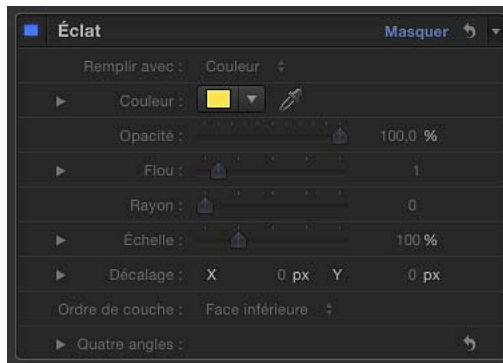 Éclat Masquer
Remplir avec : Couleur
Couleur :
Opacité : 100,0 %
Flou : 1
Rayon : 0
Échelle : 100 %
Décalage : X 0 px Y 0 px
Ordre de couche : Face inférieure
Quatre angles :